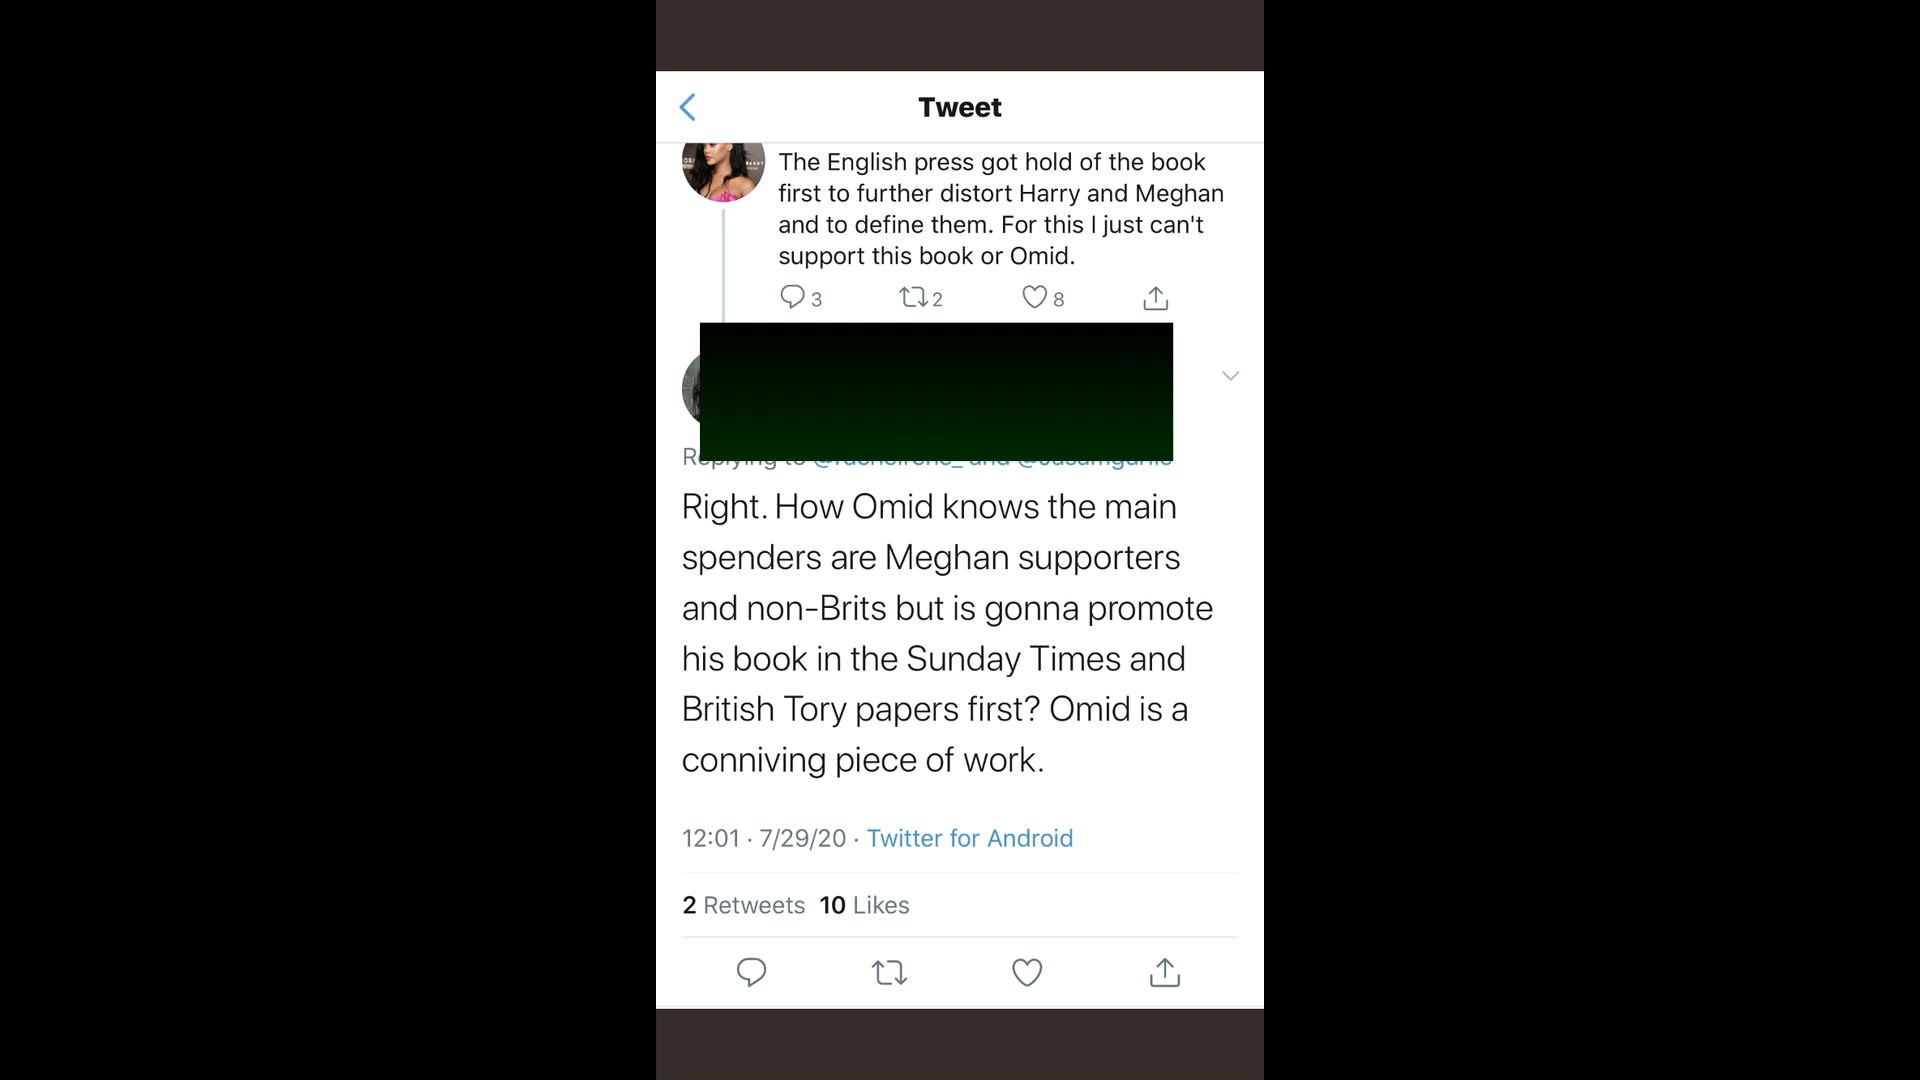 Tweet
The English press got hold of the book
first to further distort Harry and Meghan
and to define them. For this I just can't
support this book or Omid.
3 2 8
Replying to
Right. How Omid knows the main
spenders are Meghan supporters
and non-Brits but is gonna promote
his book in the Sunday Times and
British Tory papers first? Omid is a
conniving piece of work.
12:01 · 7/29/20 · Twitter for Android
2 Retweets 10 Likes